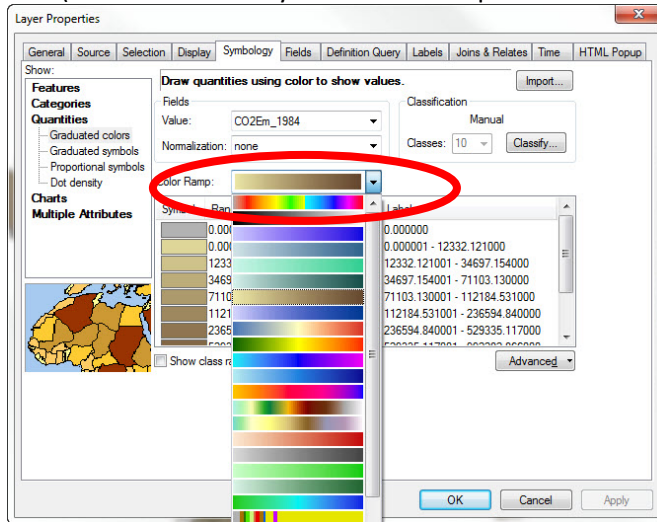 Layer Properties
General Source Selection Display Symbology Fields Definition Query Labels Joins & Relates Time HTML Popup
Show:
Features
Categories
Quantities
Graduated colors
Graduated symbols
Proportional symbols
Dot density
Charts
Multiple Attributes
Draw quantities using color to show values.
Import...
Fields
Value: CO2Em_1984
Normalization: none
Classification
Manual
Classes: 10 Classify...
Color Ramp:
0.000000
0.000001 - 12332.121000
12332.121001 - 34697.154000
34697.154001 - 71103.130000
71103.130001 - 112184.531000
112184.531001 - 236594.840000
236594.840001 - 529335.117000
Show class
Advanced
OK Cancel Apply